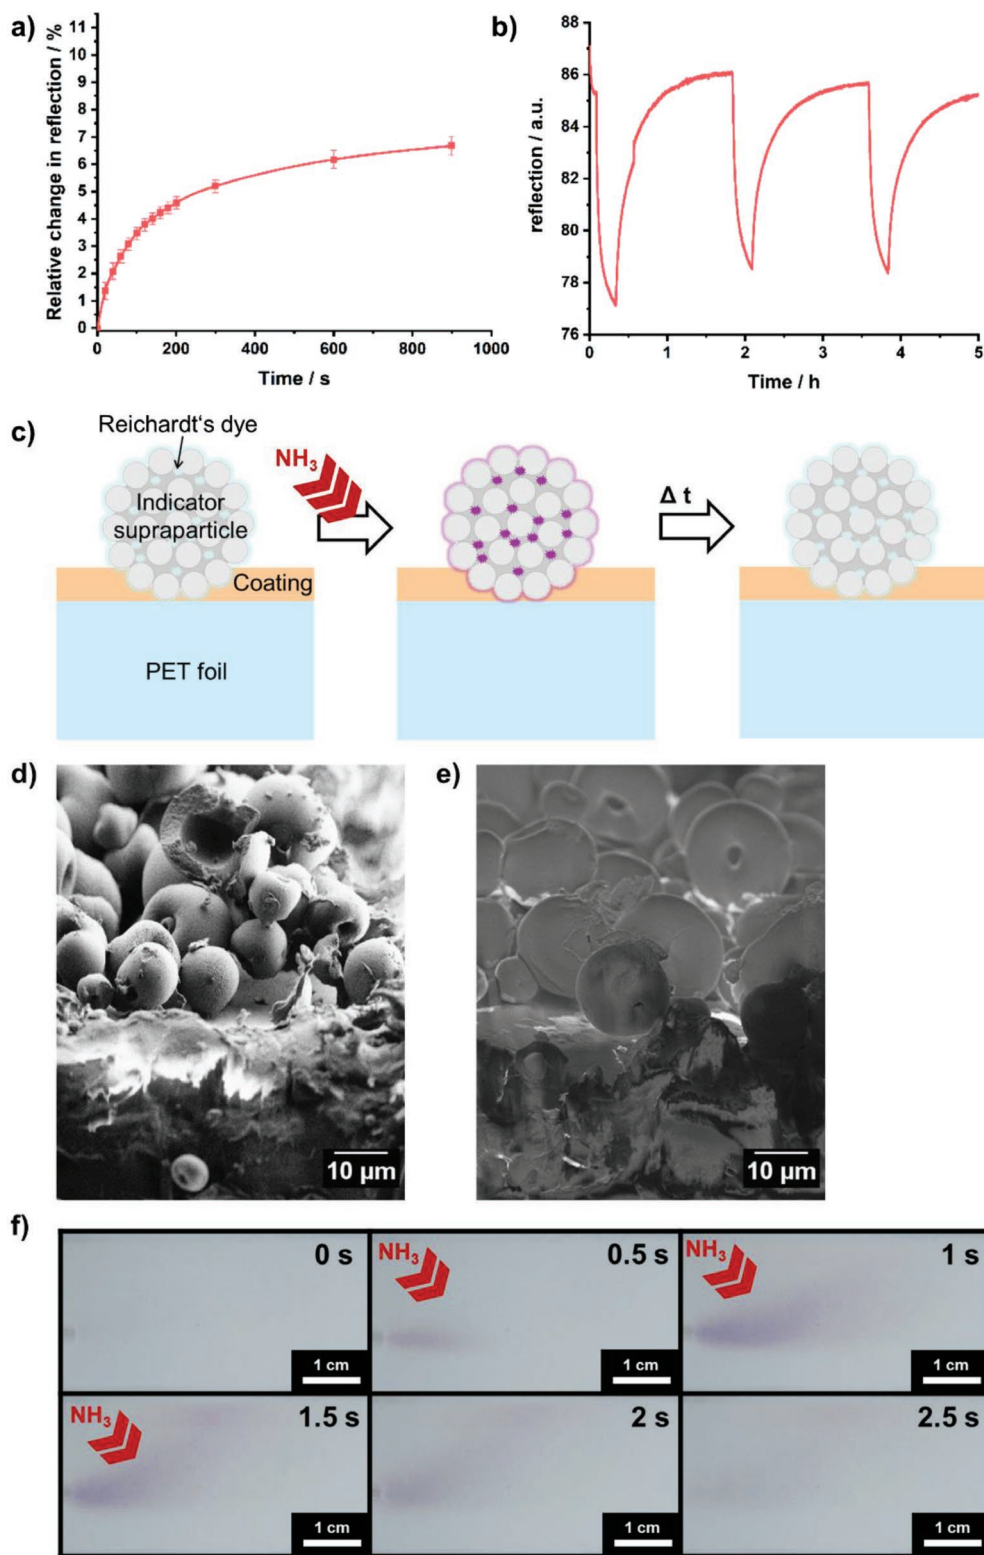 a)
Relative change in reflection / %
11
10
9
8
7
6
5
4
3
2
1
0
0
200
400
600
800
1000
Time / s
b)
reflection / a.u.
88
86
84
82
80
78
76
0
1
2
3
4
5
Time / h
c)
Reichardt‘s dye
Indicator
supraparticle
Coating
PET foil
NH3
Δ t
d)
10 µm
e)
10 µm
f)
0 s
1 cm
NH3
0.5 s
1 cm
NH3
1 s
1 cm
NH3
1.5 s
1 cm
2 s
1 cm
2.5 s
1 cm